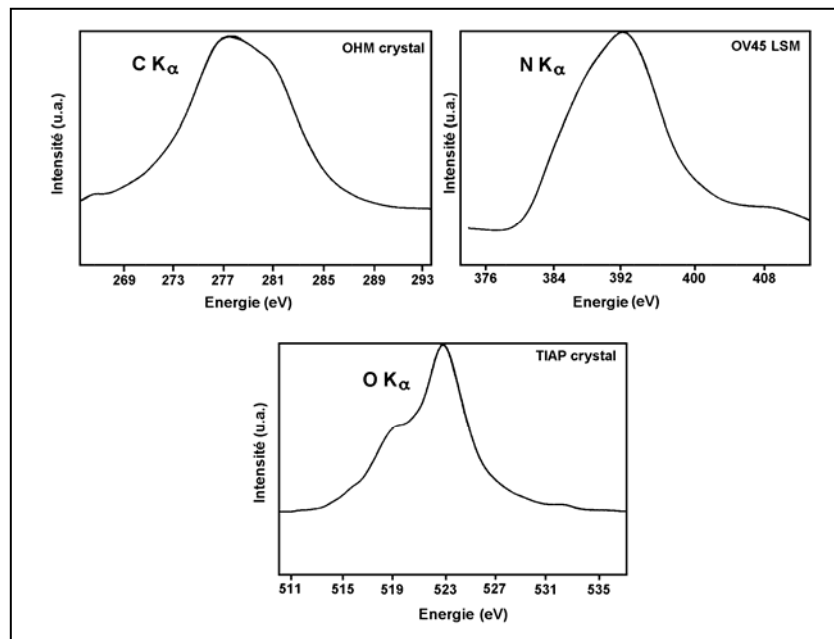 C Kα
OHM crystal
Intensité (u.a.)
269 273 277 281 285 289 293
Energie (eV)
N Kα
OV45 LSM
Intensité (u.a.)
376 384 392 400 408
Energie (eV)
O Kα
TIAP crystal
Intensité (u.a.)
511 515 519 523 527 531 535
Energie (eV)